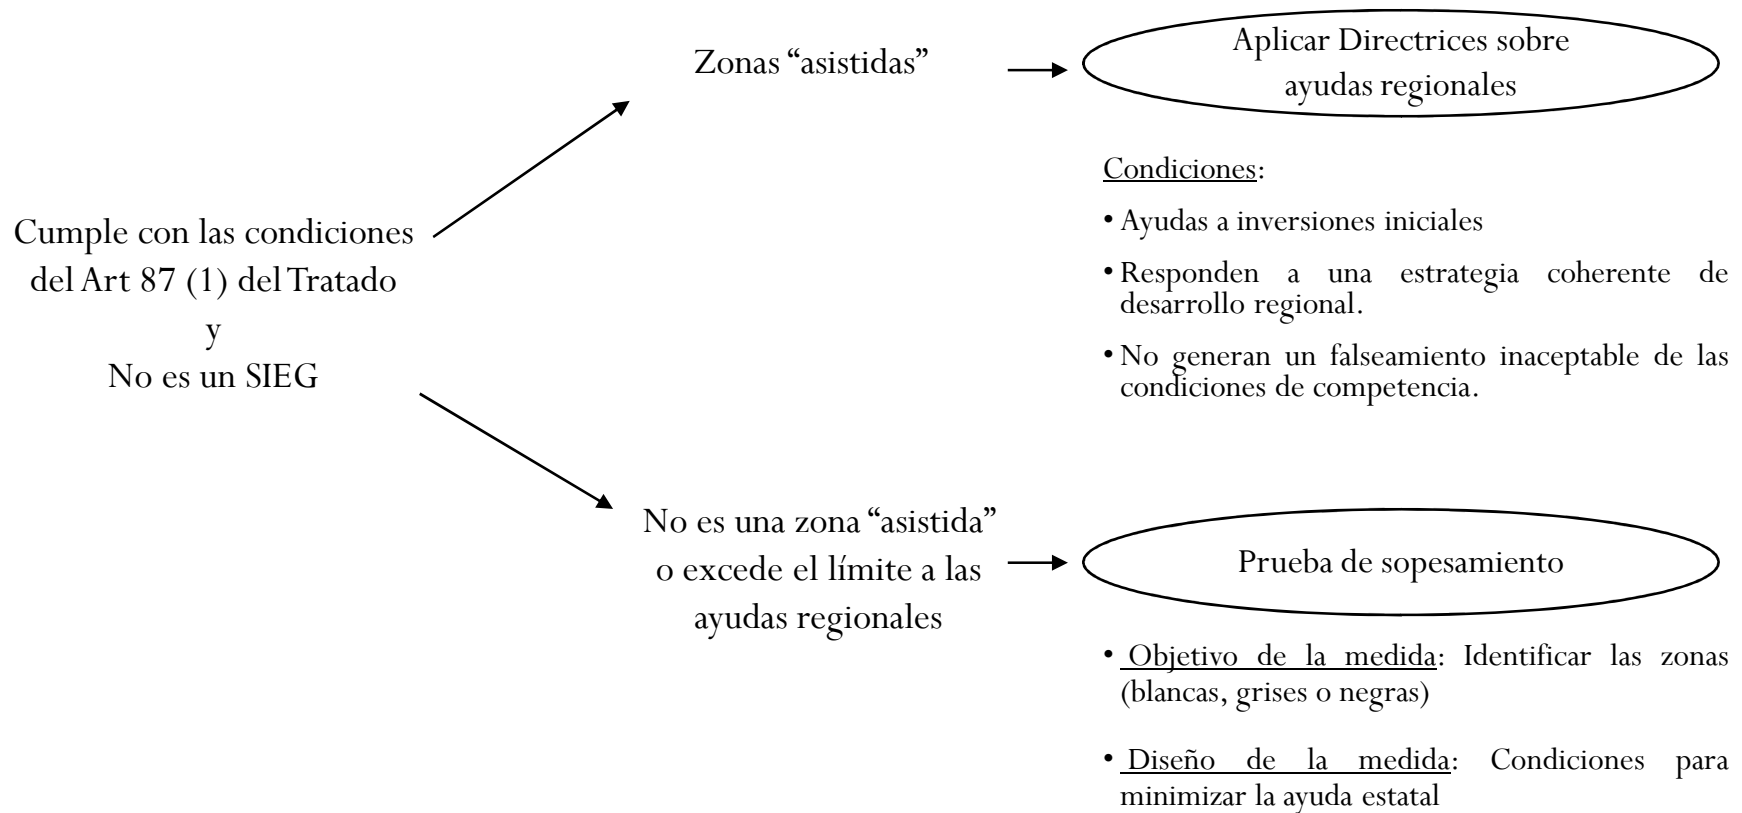 Cumple con las condiciones
del Art 87 (1) del Tratado
y
No es un SIEG
Zonas “asistidas”
Aplicar Directrices sobre
ayudas regionales
Condiciones:
• Ayudas a inversiones iniciales
• Responden a una estrategia coherente de
desarrollo regional.
• No generan un falseamiento inaceptable de las
condiciones de competencia.
No es una zona “asistida”
o excede el límite a las
ayudas regionales
Prueba de sopesamiento
• Objetivo de la medida: Identificar las zonas
(blancas, grises o negras)
• Diseño de la medida: Condiciones para
minimizar la ayuda estatal